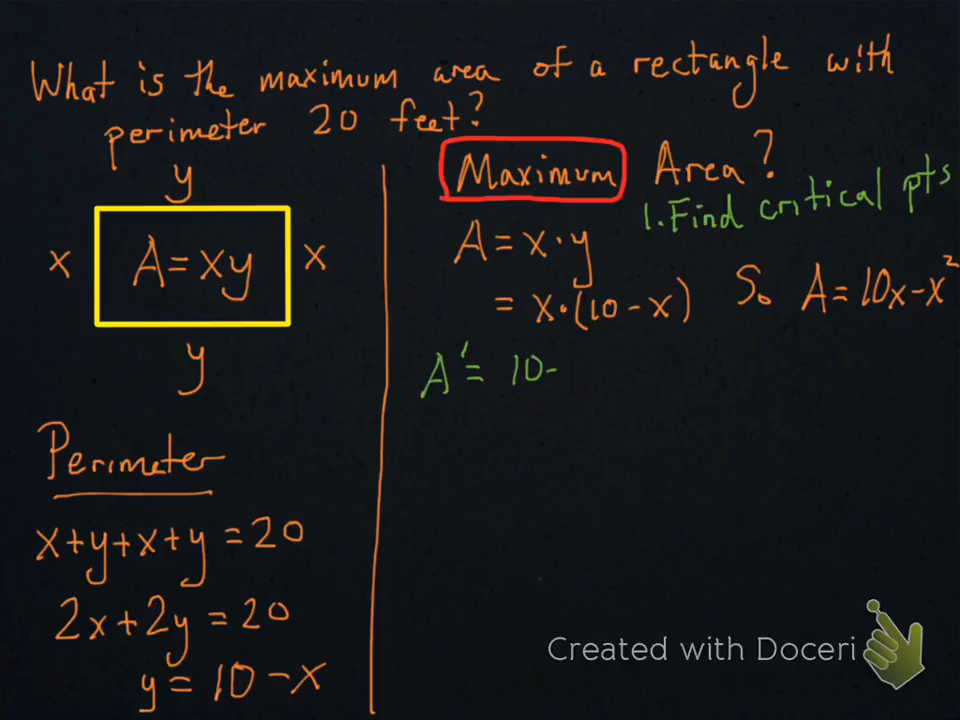 What is the maximum area of a rectangle with
perimeter 20 feet?
y
x A=xy x
y
Perimeter
x+y+x+y=20
2x+2y=20
y=10-x
Maximum Area?
1. Find critical pts
A=x·y
=x·(10-x) So A=10x-x²
A'=10-
Created with Doceri